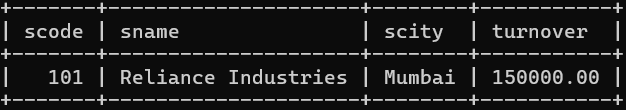 +-------+---------------------+--------+-----------+
| scode | sname               | scity  | turnover  |
+-------+---------------------+--------+-----------+
|   101 | Reliance Industries | Mumbai | 150000.00 |
+-------+---------------------+--------+-----------+